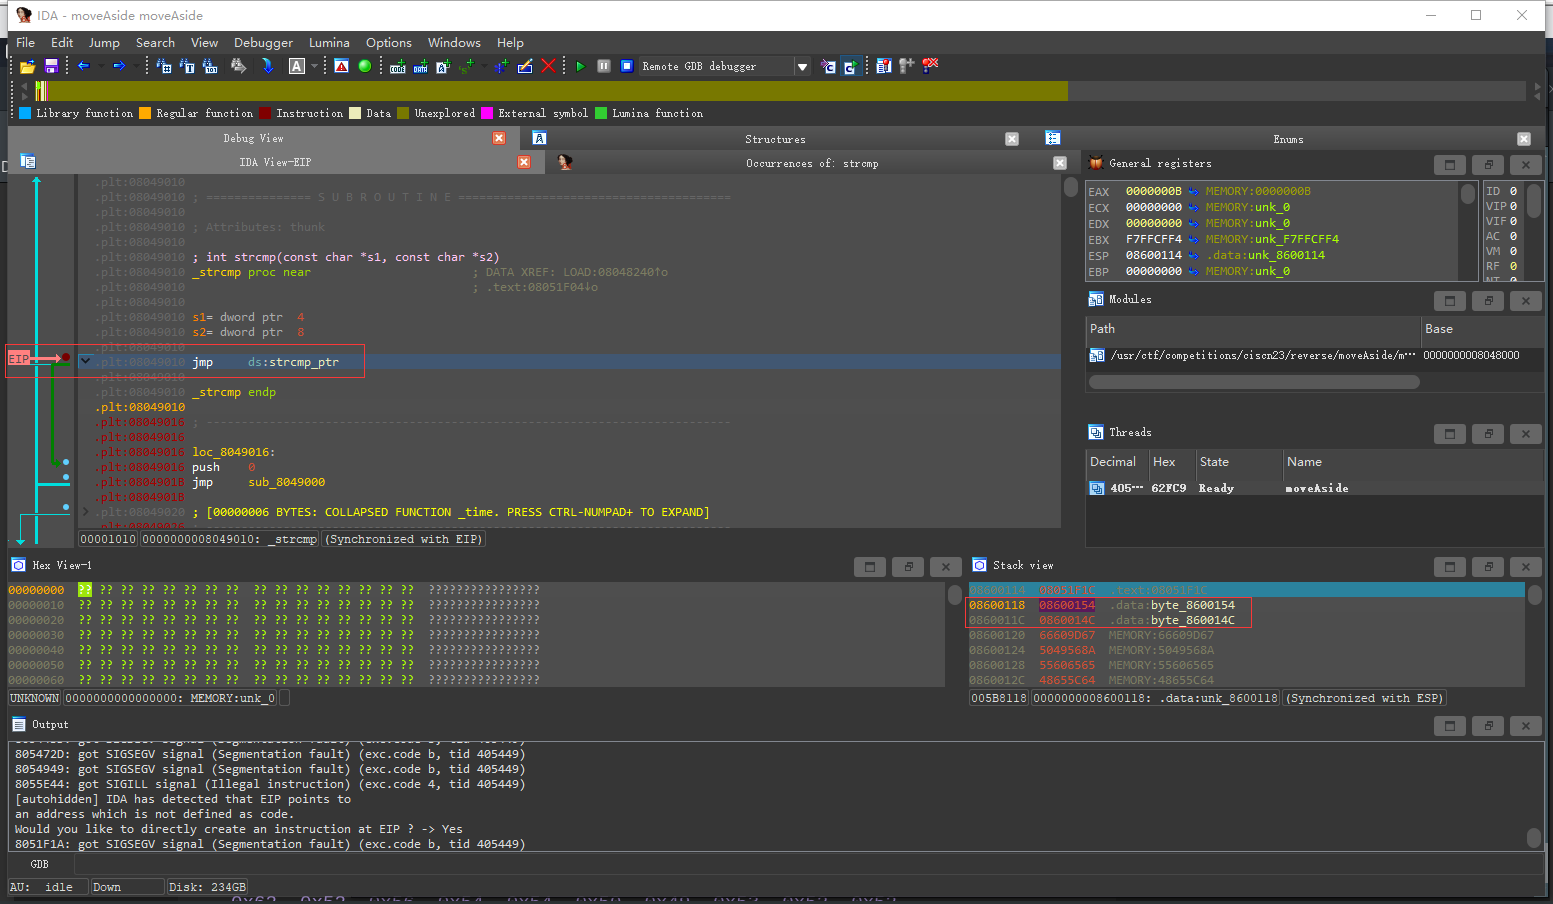 IDA - moveAside moveAside
File Edit Jump Search View Debugger Lumina Options Windows Help
Remote GDB debugger
Library function Regular function Instruction Data Unexplored External symbol Lumina function
Debug View Structures Enums
IDA View-EIP Occurrences of: strcmp General registers
.plt:08049010
.plt:08049010 ; =============== S U B R O U T I N E =======================================
.plt:08049010
.plt:08049010 ; Attributes: thunk
.plt:08049010
.plt:08049010 ; int strcmp(const char *s1, const char *s2)
.plt:08049010 _strcmp proc near ; DATA XREF: LOAD:08048240↑o
.plt:08049010 ; .text:08051F04↓o
.plt:08049010
.plt:08049010 s1= dword ptr 4
.plt:08049010 s2= dword ptr 8
.plt:08049010
EIP .plt:08049010 jmp ds:strcmp_ptr
.plt:08049010
.plt:08049010 _strcmp endp
.plt:08049010
.plt:08049016 ; ---------------------------------------------------------------------------
.plt:08049016
.plt:08049016 loc_8049016:
.plt:08049016 push 0
.plt:0804901B jmp sub_8049000
.plt:0804901B
.plt:08049020 ; [00000006 BYTES: COLLAPSED FUNCTION _time. PRESS CTRL-NUMPAD+ TO EXPAND]
.plt:08049026
00001010 0000000008049010: _strcmp (Synchronized with EIP)
EAX 0000000B MEMORY:0000000B
ECX 00000000 MEMORY:unk_0
EDX 00000000 MEMORY:unk_0
EBX F7FFCFF4 MEMORY:unk_F7FFCFF4
ESP 08600114 .data:unk_8600114
EBP 00000000 MEMORY:unk_0
ID 0
VIP 0
VIF 0
AC 0
VM 0
RF 0
NT 0
Modules
Path Base
/usr/ctf/competitions/ciscn23/reverse/moveAside/m··· 0000000008048000
Threads
Decimal Hex State Name
405··· 62FC9 Ready moveAside
Hex View-1
00000000 ?? ?? ?? ?? ?? ?? ?? ?? ?? ?? ?? ?? ?? ?? ?? ?? ????????????????
00000010 ?? ?? ?? ?? ?? ?? ?? ?? ?? ?? ?? ?? ?? ?? ?? ?? ????????????????
00000020 ?? ?? ?? ?? ?? ?? ?? ?? ?? ?? ?? ?? ?? ?? ?? ?? ????????????????
00000030 ?? ?? ?? ?? ?? ?? ?? ?? ?? ?? ?? ?? ?? ?? ?? ?? ????????????????
00000040 ?? ?? ?? ?? ?? ?? ?? ?? ?? ?? ?? ?? ?? ?? ?? ?? ????????????????
00000050 ?? ?? ?? ?? ?? ?? ?? ?? ?? ?? ?? ?? ?? ?? ?? ?? ????????????????
00000060 ?? ?? ?? ?? ?? ?? ?? ?? ?? ?? ?? ?? ?? ?? ?? ?? ????????????????
UNKNOWN 0000000000000000: MEMORY:unk_0
Stack view
08600114 08051F1C .text:08051F1C
08600118 08600154 .data:byte_8600154
0860011C 0860014C .data:byte_860014C
08600120 66609D67 MEMORY:66609D67
08600124 5049568A MEMORY:5049568A
08600128 55606565 MEMORY:55606565
0860012C 48655C64 MEMORY:48655C64
005B8118 0000000008600118: .data:unk_8600118 (Synchronized with ESP)
Output
805472D: got SIGSEGV signal (Segmentation fault) (exc.code b, tid 405449)
8054949: got SIGSEGV signal (Segmentation fault) (exc.code b, tid 405449)
8055E44: got SIGILL signal (Illegal instruction) (exc.code 4, tid 405449)
[autohidden] IDA has detected that EIP points to
an address which is not defined as code.
Would you like to directly create an instruction at EIP ? -> Yes
8051F1A: got SIGSEGV signal (Segmentation fault) (exc.code b, tid 405449)
GDB
AU: idle Down Disk: 234GB